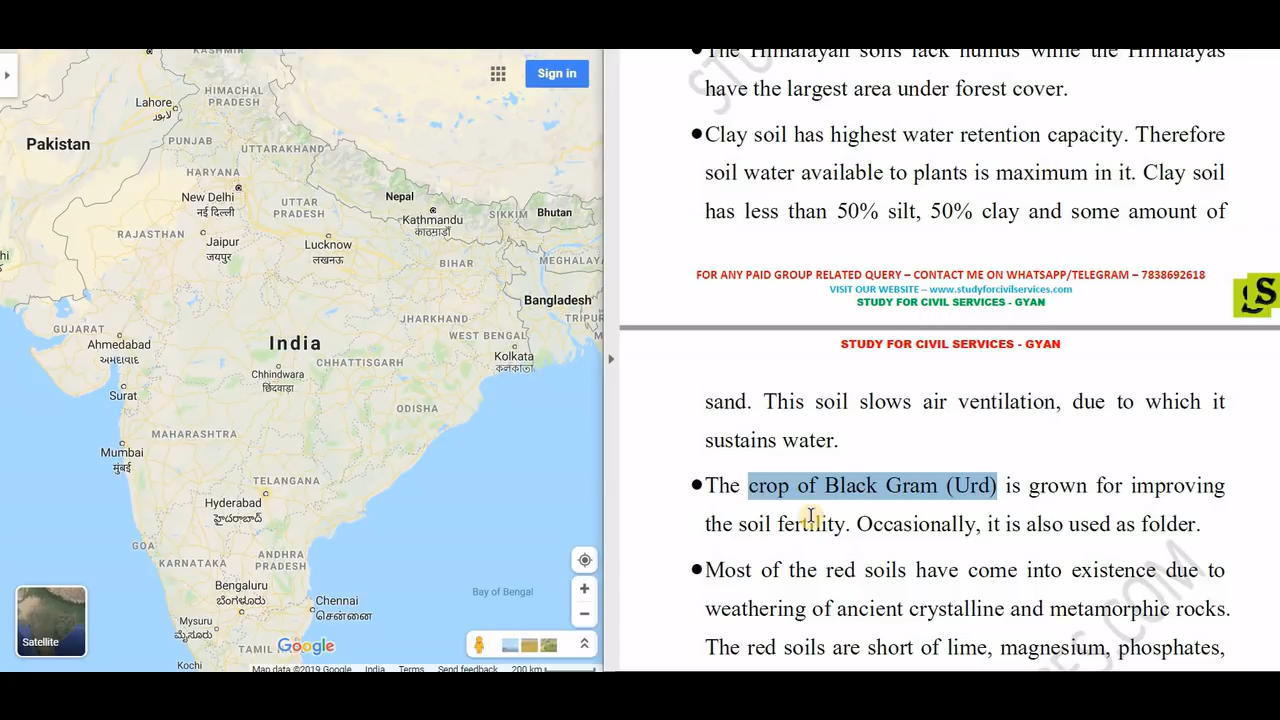 KASHMIR
HIMACHAL
PRADESH
Lahore
لاہور
Pakistan
PUNJAB
UTTARAKHAND
HARYANA
New Delhi
नई दिल्ली
Nepal
Kathmandu
काठमाडौं
SIKKIM
Bhutan
UTTAR
PRADESH
RAJASTHAN
Jaipur
जयपुर
Lucknow
लखनऊ
BIHAR
MEGHALAYA
Bangladesh
TRIPUR
GUJARAT
Ahmedabad
અમદાવાદ
JHARKHAND
WEST BENGAL
India
Kolkata
কলকাতা
CHHATTISGARH
Chhindwara
छिंदवाड़ा
Surat
ODISHA
MAHARASHTRA
Mumbai
मुंबई
TELANGANA
Hyderabad
హైదరాబాద్
GOA
KARNATAKA
ANDHRA
PRADESH
Bengaluru
ಬೆಂಗಳೂರು
Chennai
சென்னை
Mysuru
ಮೈಸೂರು
TAMIL
Kochi
Bay of Bengal
Satellite
Google
Map data ©2019 Google India Terms Send feedback 200 km
Sign in
• The Himalayan soils lack humus while the Himalayas
have the largest area under forest cover.
• Clay soil has highest water retention capacity. Therefore
soil water available to plants is maximum in it. Clay soil
has less than 50% silt, 50% clay and some amount of
FOR ANY PAID GROUP RELATED QUERY – CONTACT ME ON WHATSAPP/TELEGRAM – 7838692618
VISIT OUR WEBSITE – www.studyforcivilservices.com
STUDY FOR CIVIL SERVICES - GYAN
STUDY FOR CIVIL SERVICES - GYAN
sand. This soil slows air ventilation, due to which it
sustains water.
• The crop of Black Gram (Urd) is grown for improving
the soil fertility. Occasionally, it is also used as folder.
• Most of the red soils have come into existence due to
weathering of ancient crystalline and metamorphic rocks.
The red soils are short of lime, magnesium, phosphates,